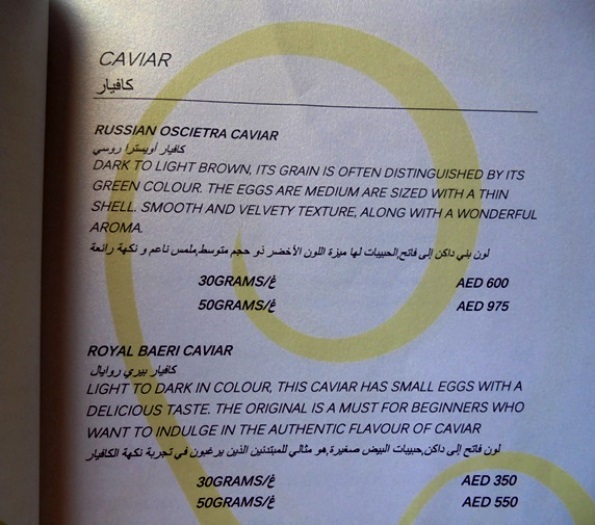 CAVIAR
كافيار
RUSSIAN OSCIETRA CAVIAR
كافيار أويسترا روسي
DARK TO LIGHT BROWN, ITS GRAIN IS OFTEN DISTINGUISHED BY ITS
GREEN COLOUR. THE EGGS ARE MEDIUM ARE SIZED WITH A THIN
SHELL. SMOOTH AND VELVETY TEXTURE, ALONG WITH A WONDERFUL
AROMA.
لون بني داكن إلى فاتح,الحبيبات لها ميزة اللون الأخضر ذو حجم متوسط,ملمس ناعم و نكهة رائعة
30GRAMS/غ AED 600
50GRAMS/غ AED 975
ROYAL BAERI CAVIAR
كافيار بيري روايال
LIGHT TO DARK IN COLOUR, THIS CAVIAR HAS SMALL EGGS WITH A
DELICIOUS TASTE. THE ORIGINAL IS A MUST FOR BEGINNERS WHO
WANT TO INDULGE IN THE AUTHENTIC FLAVOUR OF CAVIAR
لون فاتح إلى داكن,حبيبات البيض صغيرة,هو مثالي للمبتدئين الذين يرغبون في تجربة نكهة الكافيار
30GRAMS/غ AED 350
50GRAMS/غ AED 550